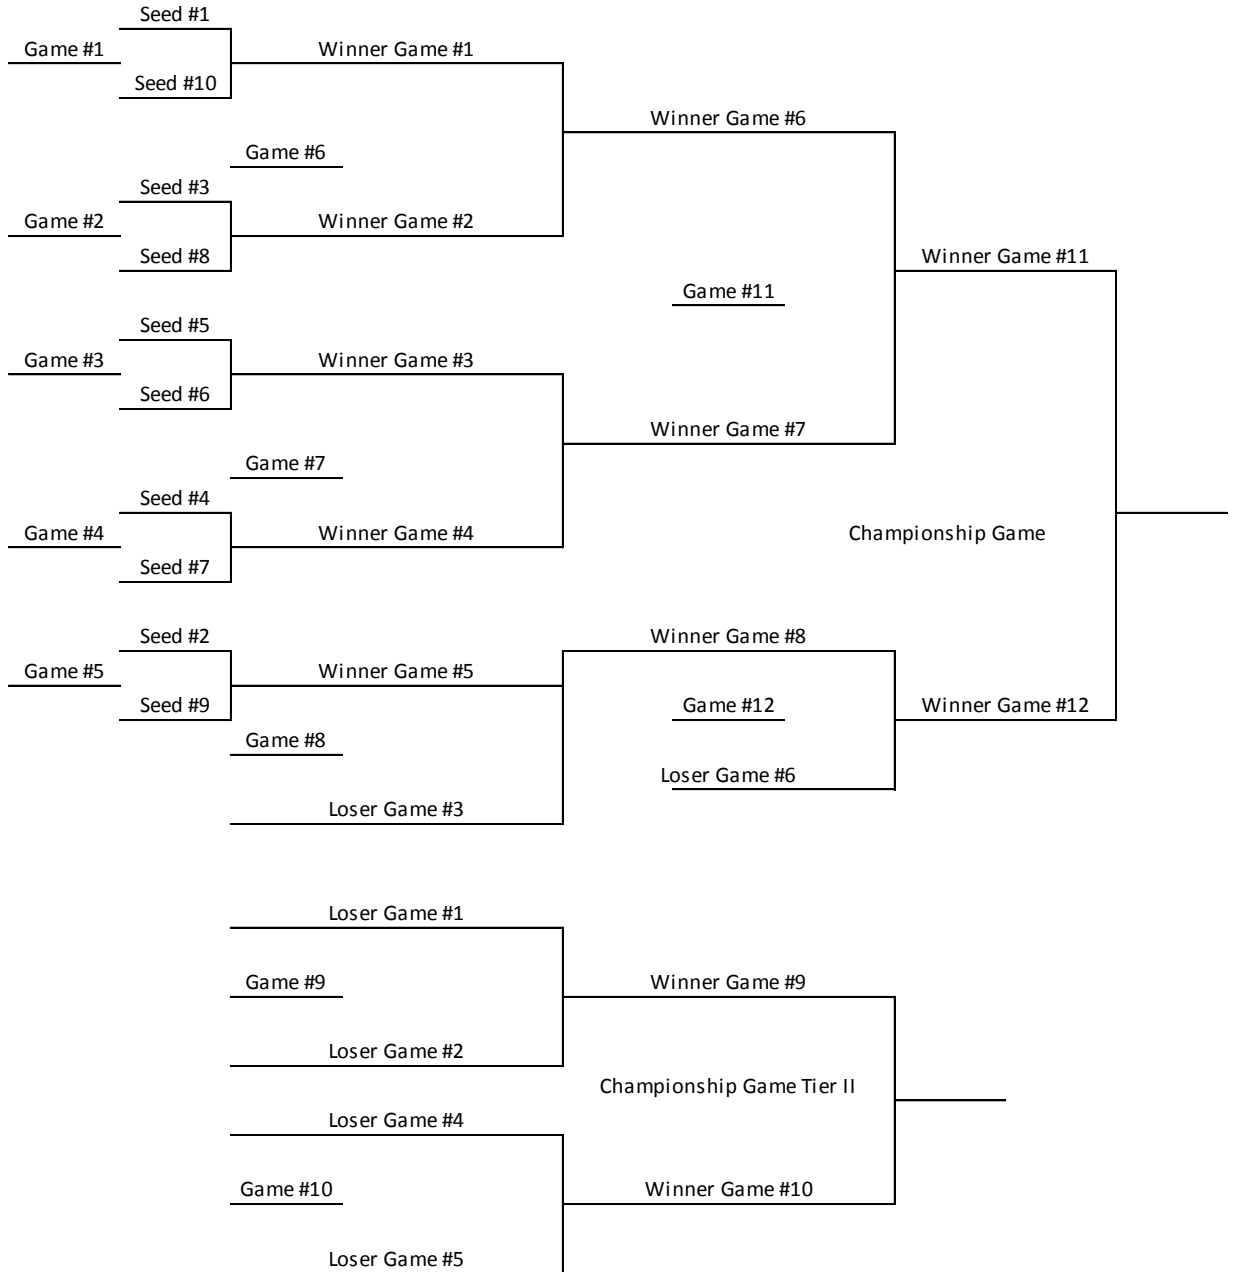 Seed #1
Game #1
Winner Game #1
Seed #10
Winner Game #6
Game #6
Seed #3
Game #2
Winner Game #2
Seed #8
Winner Game #11
Game #11
Seed #5
Game #3
Winner Game #3
Seed #6
Winner Game #7
Game #7
Seed #4
Game #4
Winner Game #4
Championship Game
Seed #7
Seed #2
Winner Game #8
Game #5
Winner Game #5
Seed #9
Game #12
Winner Game #12
Game #8
Loser Game #6
Loser Game #3
Loser Game #1
Game #9
Winner Game #9
Loser Game #2
Championship Game Tier II
Loser Game #4
Game #10
Winner Game #10
Loser Game #5